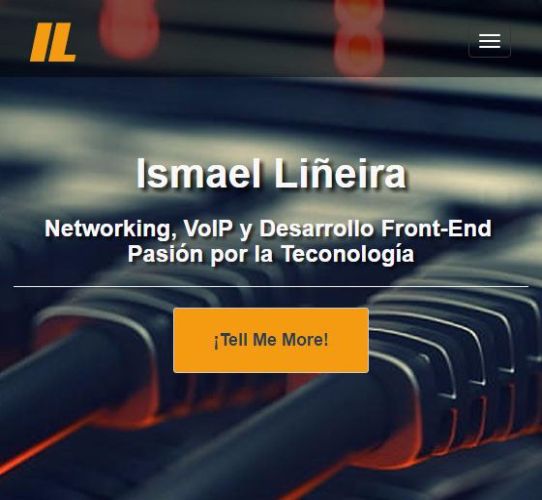 IL
Ismael Liñeira
Networking, VoIP y Desarrollo Front-End
Pasión por la Teconología
¡Tell Me More!